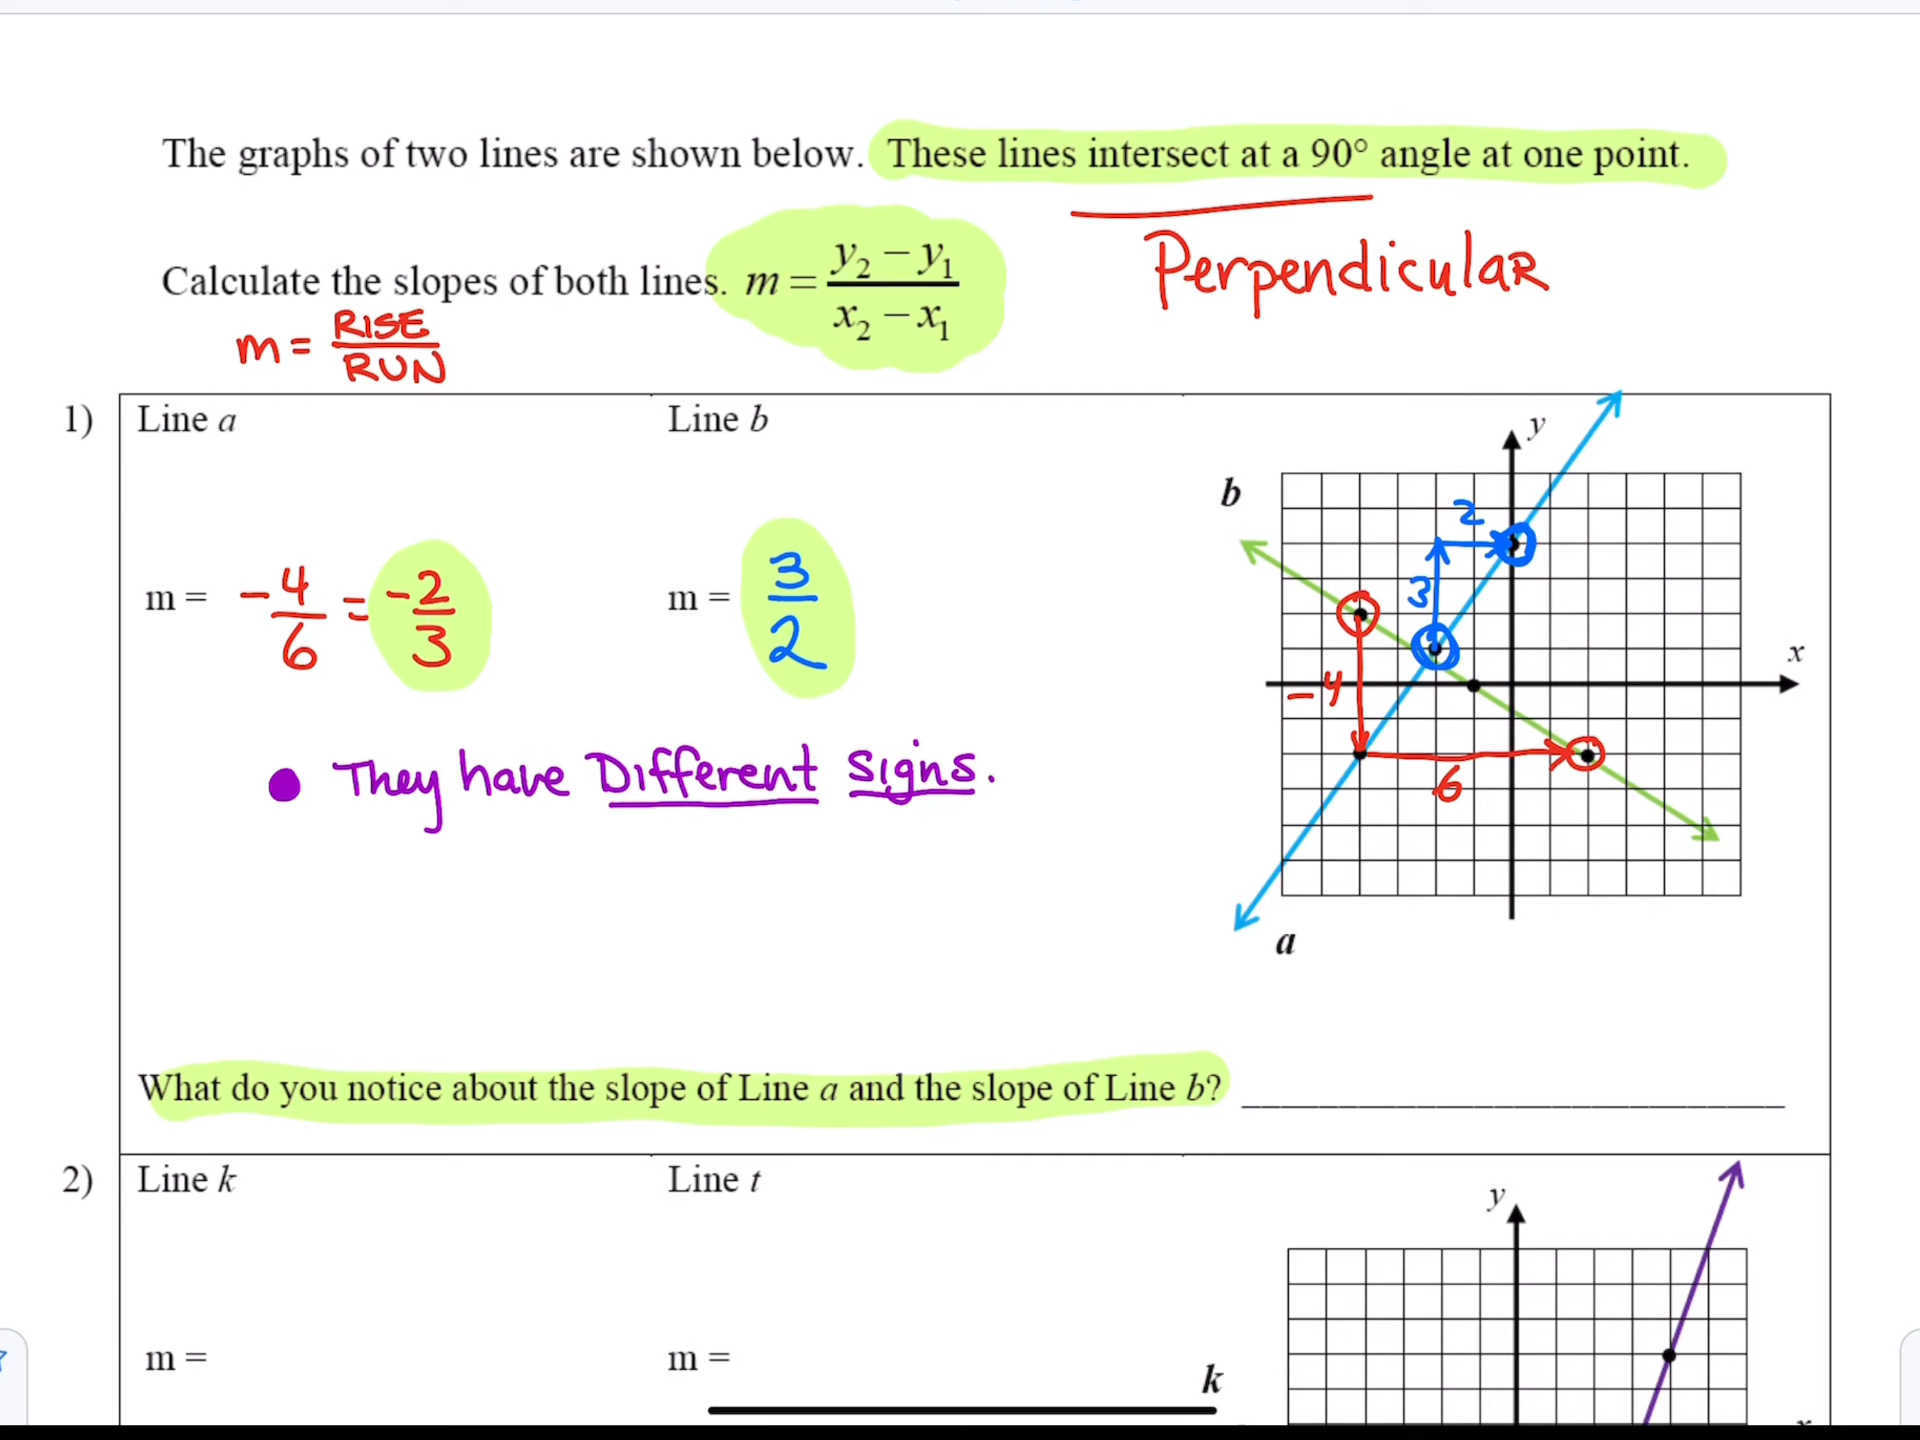 The graphs of two lines are shown below. These lines intersect at a 90° angle at one point.
Perpendicular
Calculate the slopes of both lines. m = (y₂ − y₁)/(x₂ − x₁)
m = RISE/RUN
1) Line a Line b
m = -4/6 = -2/3 m = 3/2
• They have Different Signs.
y
b
2
3
x
-4
6
a
What do you notice about the slope of Line a and the slope of Line b? ____________________________
2) Line k Line t
y
m = m =
k